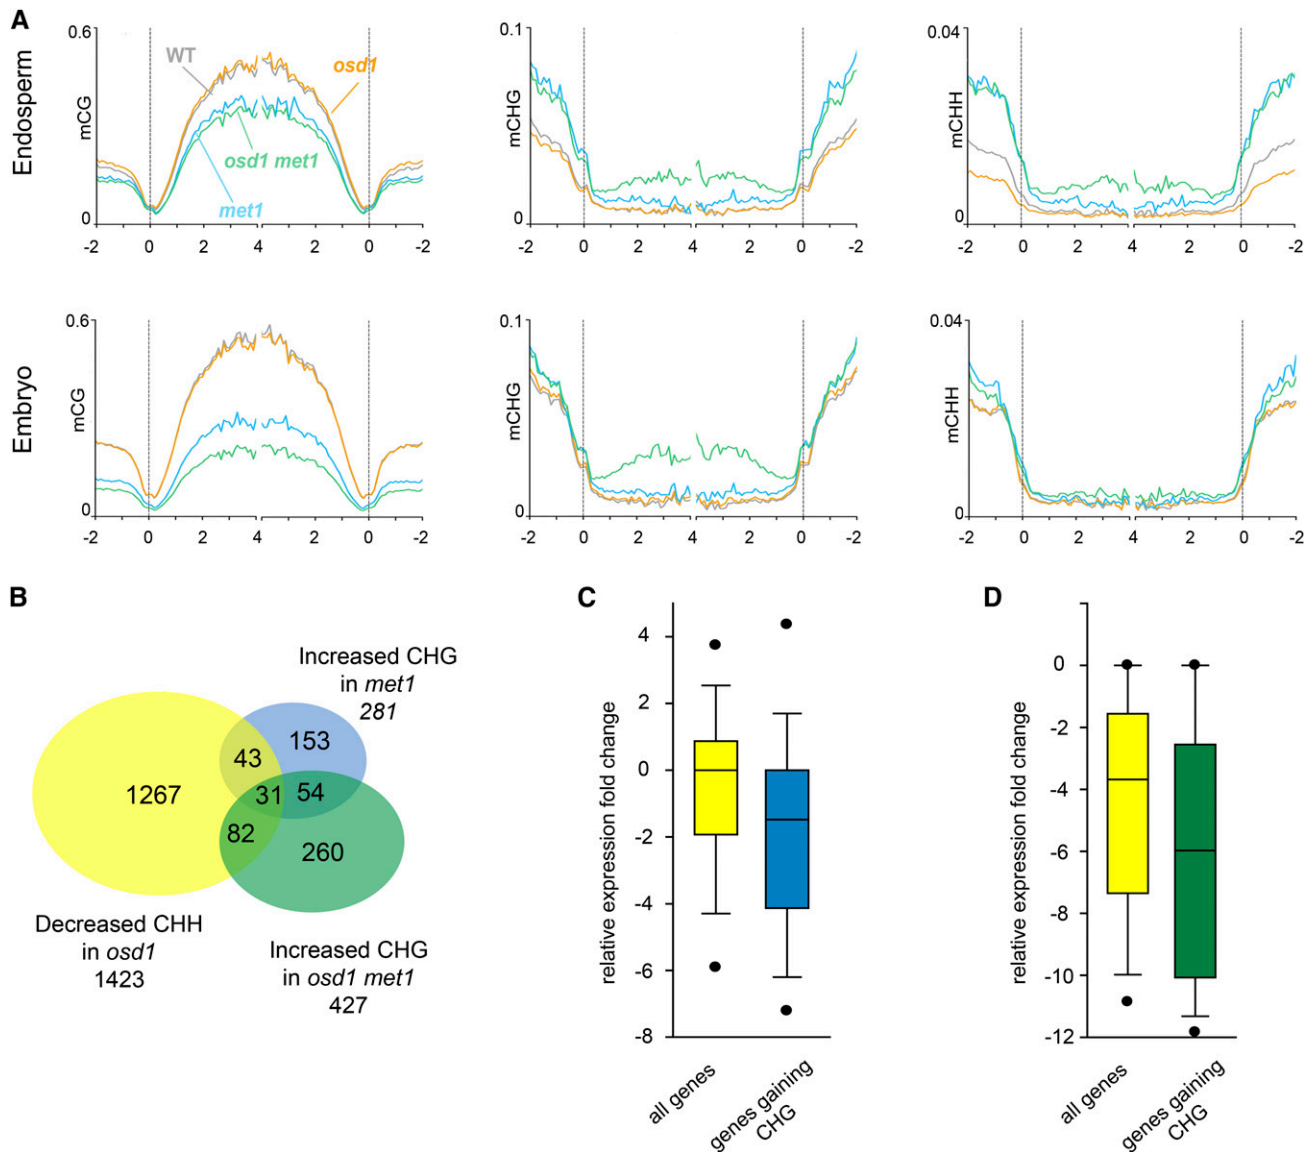 A
Endosperm
0.6
mCG
0
WT
osd1
osd1 met1
met1
-2 0 2 4 2 0 -2
0.1
mCHG
0
-2 0 2 4 2 0 -2
0.04
mCHH
0
-2 0 2 4 2 0 -2
Embryo
0.6
mCG
0
-2 0 2 4 2 0 -2
0.1
mCHG
0
-2 0 2 4 2 0 -2
0.04
mCHH
0
-2 0 2 4 2 0 -2
B
Increased CHG
in met1
281
43
153
1267
31
54
82
260
Decreased CHH
in osd1
1423
Increased CHG
in osd1 met1
427
C
relative expression fold change
4
2
0
-2
-4
-6
-8
all genes
genes gaining
CHG
D
relative expression fold change
0
-2
-4
-6
-8
-10
-12
all genes
genes gaining
CHG